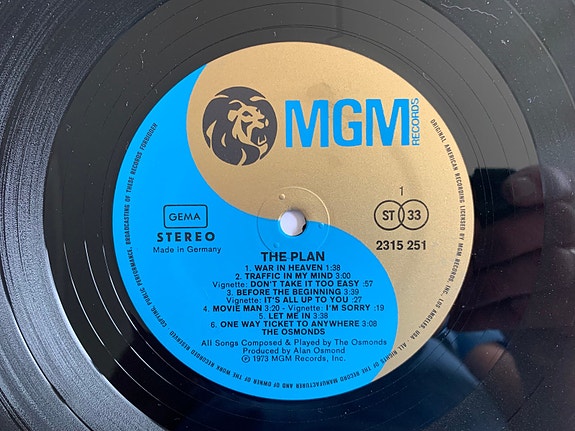 MGM
RECORDS
1
ST 33
2315 251
GEMA
STEREO
Made in Germany
THE PLAN
1. WAR IN HEAVEN 1:38
2. TRAFFIC IN MY MIND 3:00
Vignette: DON'T TAKE IT TOO EASY :57
3. BEFORE THE BEGINNING 3:39
Vignette: IT'S ALL UP TO YOU :27
4. MOVIE MAN 3:20 - Vignette: I'M SORRY :19
5. LET ME IN 3:38
6. ONE WAY TICKET TO ANYWHERE 3:08
THE OSMONDS
All Songs Composed & Played by The Osmonds
Produced by Alan Osmond
Ⓟ 1973 MGM Records, Inc.
ORIGINAL AMERICAN RECORDING LICENSED BY MGM RECORDS, INC. LOS ANGELES, USA · ALL RIGHTS OF THE RECORD MANUFACTURER AND OF OWNER OF THE WORK RECORDED RESERVED · COPYING, PUBLIC PERFORMANCE, BROADCASTING OF THESE RECORDS FORBIDDEN